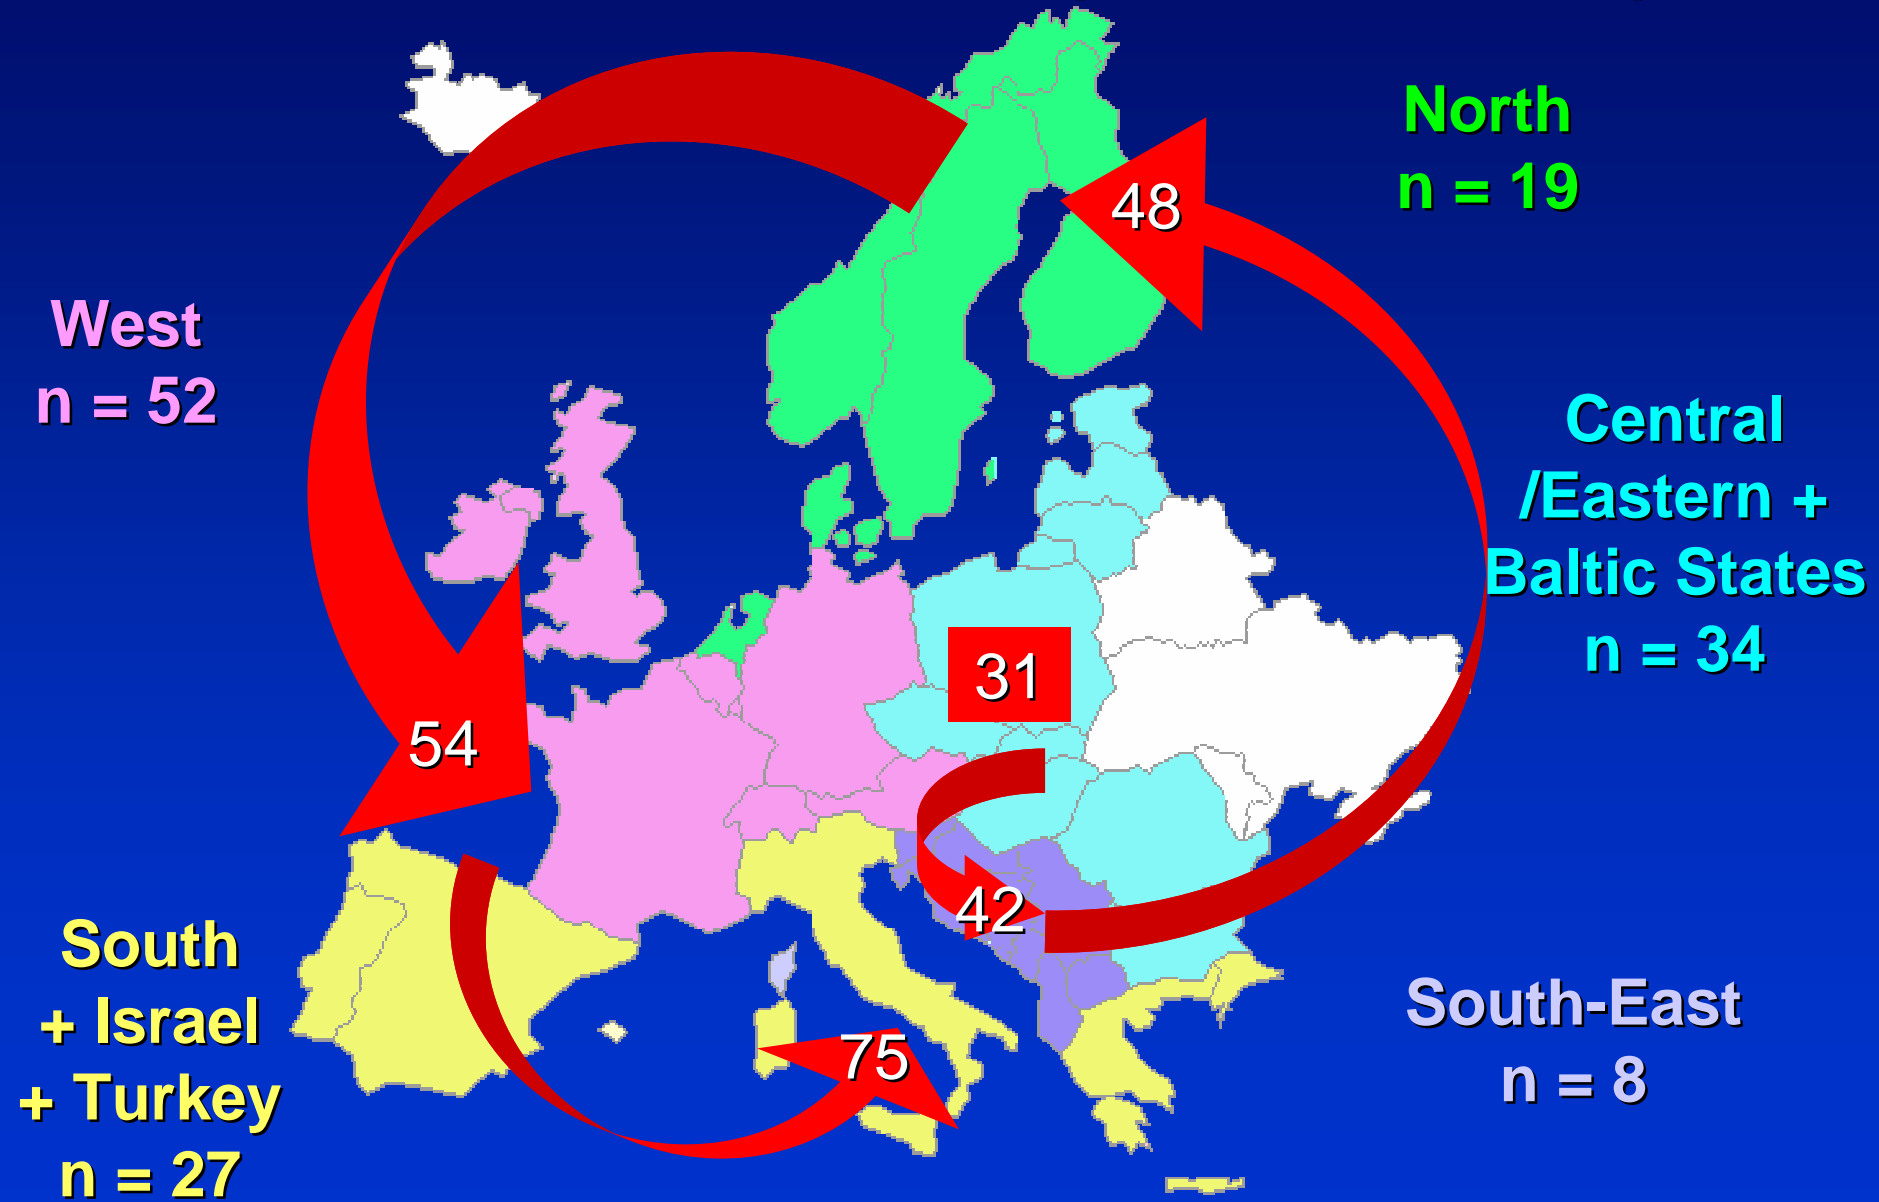 North
n = 19
48
West
n = 52
Central
/Eastern +
Baltic States
n = 34
31
54
42
South
+ Israel
+ Turkey
n = 27
75
South-East
n = 8